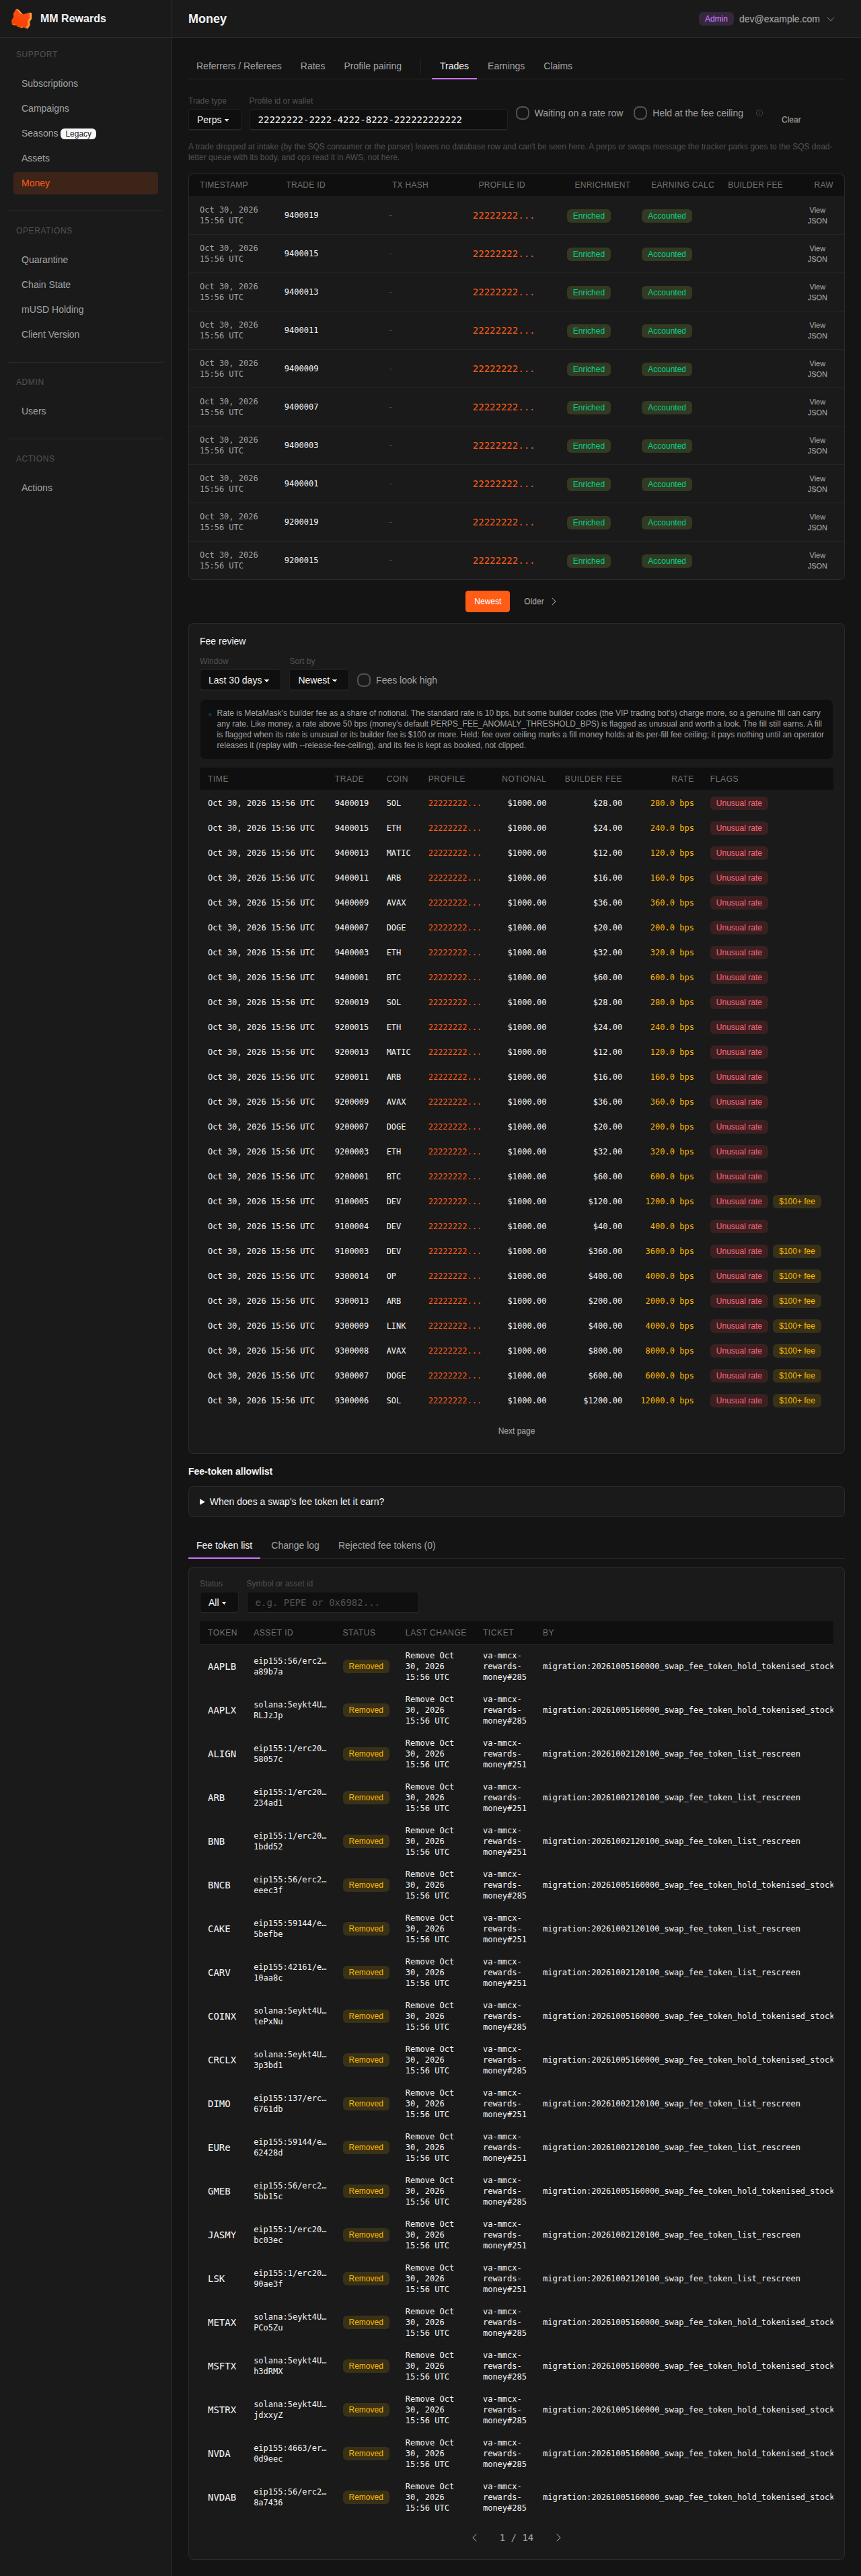 MM Rewards
Money
Admin dev@example.com
SUPPORT
Subscriptions
Campaigns
Seasons Legacy
Assets
Money
OPERATIONS
Quarantine
Chain State
mUSD Holding
Client Version
ADMIN
Users
ACTIONS
Actions
Referrers / Referees Rates Profile pairing Trades Earnings Claims
Trade type Profile id or wallet
Perps 22222222-2222-4222-8222-222222222222 Waiting on a rate row Held at the fee ceiling Clear
A trade dropped at intake (by the SQS consumer or the parser) leaves no database row and can't be seen here. A perps or swaps message the tracker parks goes to the SQS dead-
letter queue with its body, and ops read it in AWS, not here.
TIMESTAMP TRADE ID TX HASH PROFILE ID ENRICHMENT EARNING CALC BUILDER FEE RAW
Oct 30, 2026 15:56 UTC 9400019 - 22222222... Enriched Accounted View JSON
Oct 30, 2026 15:56 UTC 9400015 - 22222222... Enriched Accounted View JSON
Oct 30, 2026 15:56 UTC 9400013 - 22222222... Enriched Accounted View JSON
Oct 30, 2026 15:56 UTC 9400011 - 22222222... Enriched Accounted View JSON
Oct 30, 2026 15:56 UTC 9400009 - 22222222... Enriched Accounted View JSON
Oct 30, 2026 15:56 UTC 9400007 - 22222222... Enriched Accounted View JSON
Oct 30, 2026 15:56 UTC 9400003 - 22222222... Enriched Accounted View JSON
Oct 30, 2026 15:56 UTC 9400001 - 22222222... Enriched Accounted View JSON
Oct 30, 2026 15:56 UTC 9200019 - 22222222... Enriched Accounted View JSON
Oct 30, 2026 15:56 UTC 9200015 - 22222222... Enriched Accounted View JSON
Newest Older
Fee review
Window Sort by
Last 30 days Newest Fees look high
Rate is MetaMask's builder fee as a share of notional. The standard rate is 10 bps, but some builder codes (the VIP trading bot's) charge more, so a genuine fill can carry
any rate. Like money, a rate above 50 bps (money's default PERPS_FEE_ANOMALY_THRESHOLD_BPS) is flagged as unusual and worth a look. The fill still earns. A fill
is flagged when its rate is unusual or its builder fee is $100 or more. Held: fee over ceiling marks a fill money holds at its per-fill fee ceiling; it pays nothing until an operator
releases it (replay with --release-fee-ceiling), and its fee is kept as booked, not clipped.
TIME TRADE COIN PROFILE NOTIONAL BUILDER FEE RATE FLAGS
Oct 30, 2026 15:56 UTC 9400019 SOL 22222222... $1000.00 $28.00 280.0 bps Unusual rate
Oct 30, 2026 15:56 UTC 9400015 ETH 22222222... $1000.00 $24.00 240.0 bps Unusual rate
Oct 30, 2026 15:56 UTC 9400013 MATIC 22222222... $1000.00 $12.00 120.0 bps Unusual rate
Oct 30, 2026 15:56 UTC 9400011 ARB 22222222... $1000.00 $16.00 160.0 bps Unusual rate
Oct 30, 2026 15:56 UTC 9400009 AVAX 22222222... $1000.00 $36.00 360.0 bps Unusual rate
Oct 30, 2026 15:56 UTC 9400007 DOGE 22222222... $1000.00 $20.00 200.0 bps Unusual rate
Oct 30, 2026 15:56 UTC 9400003 ETH 22222222... $1000.00 $32.00 320.0 bps Unusual rate
Oct 30, 2026 15:56 UTC 9400001 BTC 22222222... $1000.00 $60.00 600.0 bps Unusual rate
Oct 30, 2026 15:56 UTC 9200019 SOL 22222222... $1000.00 $28.00 280.0 bps Unusual rate
Oct 30, 2026 15:56 UTC 9200015 ETH 22222222... $1000.00 $24.00 240.0 bps Unusual rate
Oct 30, 2026 15:56 UTC 9200013 MATIC 22222222... $1000.00 $12.00 120.0 bps Unusual rate
Oct 30, 2026 15:56 UTC 9200011 ARB 22222222... $1000.00 $16.00 160.0 bps Unusual rate
Oct 30, 2026 15:56 UTC 9200009 AVAX 22222222... $1000.00 $36.00 360.0 bps Unusual rate
Oct 30, 2026 15:56 UTC 9200007 DOGE 22222222... $1000.00 $20.00 200.0 bps Unusual rate
Oct 30, 2026 15:56 UTC 9200003 ETH 22222222... $1000.00 $32.00 320.0 bps Unusual rate
Oct 30, 2026 15:56 UTC 9200001 BTC 22222222... $1000.00 $60.00 600.0 bps Unusual rate
Oct 30, 2026 15:56 UTC 9100005 DEV 22222222... $1000.00 $120.00 1200.0 bps Unusual rate $100+ fee
Oct 30, 2026 15:56 UTC 9100004 DEV 22222222... $1000.00 $40.00 400.0 bps Unusual rate
Oct 30, 2026 15:56 UTC 9100003 DEV 22222222... $1000.00 $360.00 3600.0 bps Unusual rate $100+ fee
Oct 30, 2026 15:56 UTC 9300014 OP 22222222... $1000.00 $400.00 4000.0 bps Unusual rate $100+ fee
Oct 30, 2026 15:56 UTC 9300013 ARB 22222222... $1000.00 $200.00 2000.0 bps Unusual rate $100+ fee
Oct 30, 2026 15:56 UTC 9300009 LINK 22222222... $1000.00 $400.00 4000.0 bps Unusual rate $100+ fee
Oct 30, 2026 15:56 UTC 9300008 AVAX 22222222... $1000.00 $800.00 8000.0 bps Unusual rate $100+ fee
Oct 30, 2026 15:56 UTC 9300007 DOGE 22222222... $1000.00 $600.00 6000.0 bps Unusual rate $100+ fee
Oct 30, 2026 15:56 UTC 9300006 SOL 22222222... $1000.00 $1200.00 12000.0 bps Unusual rate $100+ fee
Next page
Fee-token allowlist
When does a swap's fee token let it earn?
Fee token list Change log Rejected fee tokens (0)
Status Symbol or asset id
All e.g. PEPE or 0x6982...
TOKEN ASSET ID STATUS LAST CHANGE TICKET BY
AAPLB eip155:56/erc2…a89b7a Removed Remove Oct 30, 2026 15:56 UTC va-mmcx-rewards-money#285 migration:20261005160000_swap_fee_token_hold_tokenised_stock
AAPLX solana:5eykt4U…RLJzJp Removed Remove Oct 30, 2026 15:56 UTC va-mmcx-rewards-money#285 migration:20261005160000_swap_fee_token_hold_tokenised_stock
ALIGN eip155:1/erc20…58057c Removed Remove Oct 30, 2026 15:56 UTC va-mmcx-rewards-money#251 migration:20261002120100_swap_fee_token_list_rescreen
ARB eip155:1/erc20…234ad1 Removed Remove Oct 30, 2026 15:56 UTC va-mmcx-rewards-money#251 migration:20261002120100_swap_fee_token_list_rescreen
BNB eip155:1/erc20…1bdd52 Removed Remove Oct 30, 2026 15:56 UTC va-mmcx-rewards-money#251 migration:20261002120100_swap_fee_token_list_rescreen
BNCB eip155:56/erc2…eeec3f Removed Remove Oct 30, 2026 15:56 UTC va-mmcx-rewards-money#285 migration:20261005160000_swap_fee_token_hold_tokenised_stock
CAKE eip155:59144/e…5befbe Removed Remove Oct 30, 2026 15:56 UTC va-mmcx-rewards-money#251 migration:20261002120100_swap_fee_token_list_rescreen
CARV eip155:42161/e…10aa8c Removed Remove Oct 30, 2026 15:56 UTC va-mmcx-rewards-money#251 migration:20261002120100_swap_fee_token_list_rescreen
COINX solana:5eykt4U…tePxNu Removed Remove Oct 30, 2026 15:56 UTC va-mmcx-rewards-money#285 migration:20261005160000_swap_fee_token_hold_tokenised_stock
CRCLX solana:5eykt4U…3p3bd1 Removed Remove Oct 30, 2026 15:56 UTC va-mmcx-rewards-money#285 migration:20261005160000_swap_fee_token_hold_tokenised_stock
DIMO eip155:137/erc…6761db Removed Remove Oct 30, 2026 15:56 UTC va-mmcx-rewards-money#251 migration:20261002120100_swap_fee_token_list_rescreen
EURe eip155:59144/e…62428d Removed Remove Oct 30, 2026 15:56 UTC va-mmcx-rewards-money#251 migration:20261002120100_swap_fee_token_list_rescreen
GMEB eip155:56/erc2…5bb15c Removed Remove Oct 30, 2026 15:56 UTC va-mmcx-rewards-money#285 migration:20261005160000_swap_fee_token_hold_tokenised_stock
JASMY eip155:1/erc20…bc03ec Removed Remove Oct 30, 2026 15:56 UTC va-mmcx-rewards-money#251 migration:20261002120100_swap_fee_token_list_rescreen
LSK eip155:1/erc20…90ae3f Removed Remove Oct 30, 2026 15:56 UTC va-mmcx-rewards-money#251 migration:20261002120100_swap_fee_token_list_rescreen
METAX solana:5eykt4U…PCo5Zu Removed Remove Oct 30, 2026 15:56 UTC va-mmcx-rewards-money#285 migration:20261005160000_swap_fee_token_hold_tokenised_stock
MSFTX solana:5eykt4U…h3dRMX Removed Remove Oct 30, 2026 15:56 UTC va-mmcx-rewards-money#285 migration:20261005160000_swap_fee_token_hold_tokenised_stock
MSTRX solana:5eykt4U…jdxxyZ Removed Remove Oct 30, 2026 15:56 UTC va-mmcx-rewards-money#285 migration:20261005160000_swap_fee_token_hold_tokenised_stock
NVDA eip155:4663/er…0d9eec Removed Remove Oct 30, 2026 15:56 UTC va-mmcx-rewards-money#285 migration:20261005160000_swap_fee_token_hold_tokenised_stock
NVDAB eip155:56/erc2…8a7436 Removed Remove Oct 30, 2026 15:56 UTC va-mmcx-rewards-money#285 migration:20261005160000_swap_fee_token_hold_tokenised_stock
1 / 14